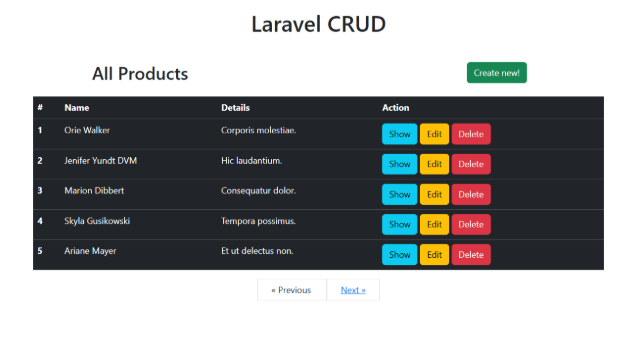 Laravel CRUD
All Products Create new!
# Name Details Action
1 Orie Walker Corporis molestiae. Show Edit Delete
2 Jenifer Yundt DVM Hic laudantium. Show Edit Delete
3 Marion Dibbert Consequatur dolor. Show Edit Delete
4 Skyla Gusikowski Tempora possimus. Show Edit Delete
5 Ariane Mayer Et ut delectus non. Show Edit Delete
« Previous Next »